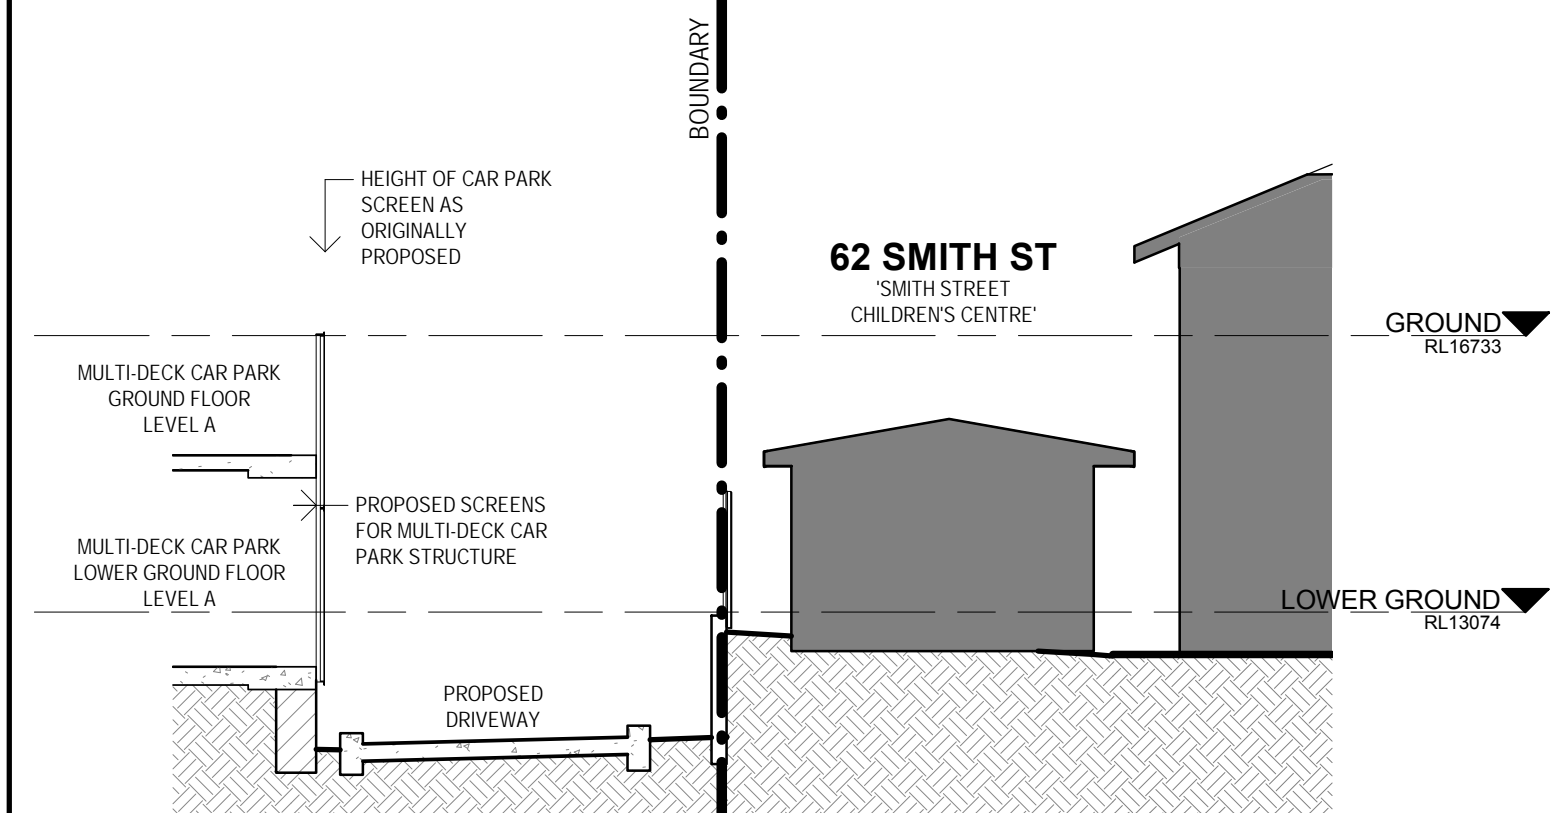 BOUNDARY
HEIGHT OF CAR PARK
SCREEN AS
ORIGINALLY
PROPOSED
62 SMITH ST
'SMITH STREET
CHILDREN'S CENTRE'
GROUND
RL16733
MULTI-DECK CAR PARK
GROUND FLOOR
LEVEL A
PROPOSED SCREENS
FOR MULTI-DECK CAR
PARK STRUCTURE
MULTI-DECK CAR PARK
LOWER GROUND FLOOR
LEVEL A
LOWER GROUND
RL13074
PROPOSED
DRIVEWAY